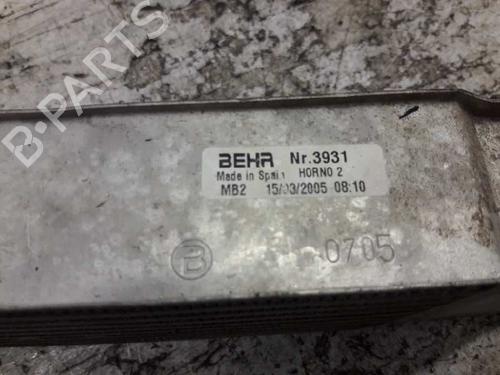 B-PARTS
BEHR Nr.3931
Made in Spain HORNO 2
MB2 15/03/2005 08:10
B 0705